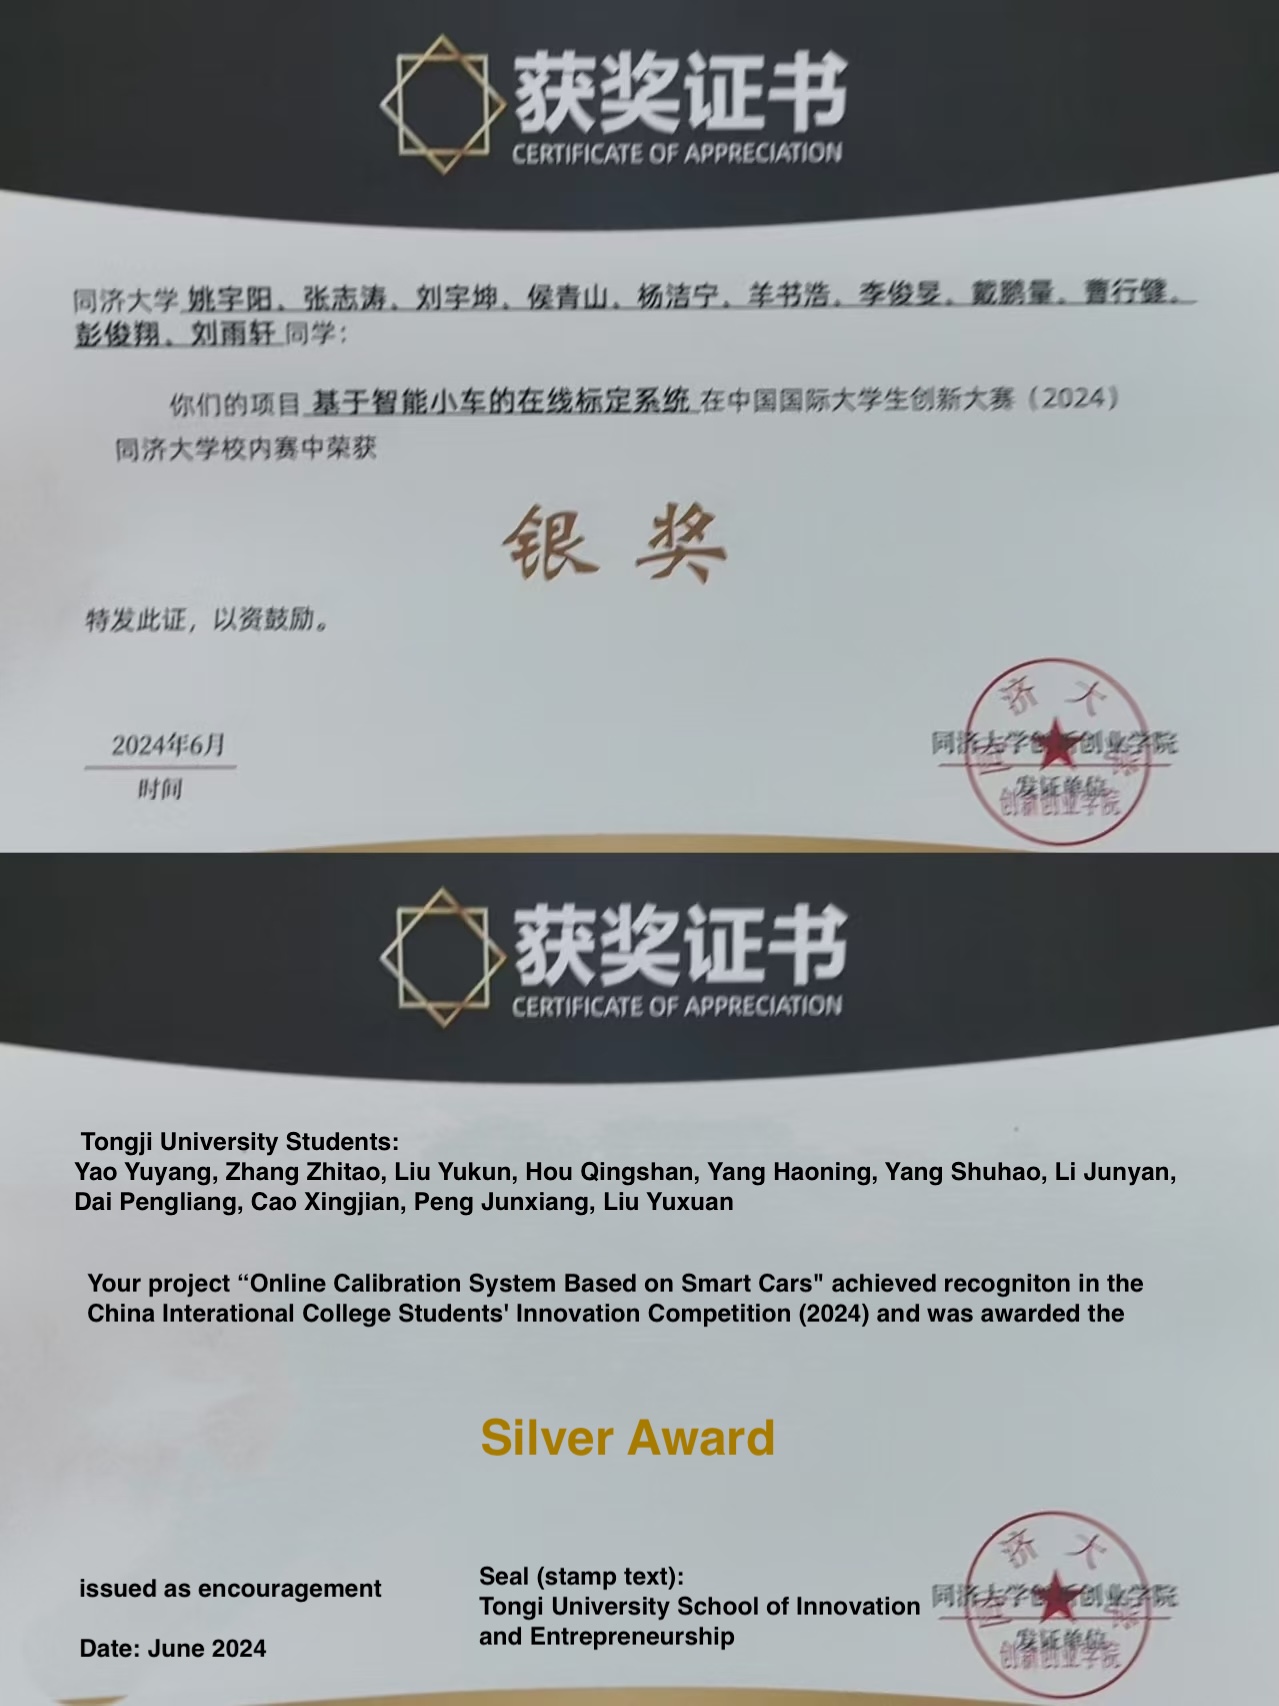 获奖证书
CERTIFICATE OF APPRECIATION
同济大学 姚宇阳、张志涛、刘宇坤、侯青山、杨洁宁、羊书浩、李俊旻、戴鹏量、曹行健、
彭俊翔、刘雨轩 同学：
你们的项目 基于智能小车的在线标定系统 在中国国际大学生创新大赛（2024）
同济大学校内赛中荣获
银 奖
特发此证，以资鼓励。
2024年6月
时间
同济大学创新创业学院
发证单位
创新创业学院
获奖证书
CERTIFICATE OF APPRECIATION
Tongji University Students:
Yao Yuyang, Zhang Zhitao, Liu Yukun, Hou Qingshan, Yang Haoning, Yang Shuhao, Li Junyan,
Dai Pengliang, Cao Xingjian, Peng Junxiang, Liu Yuxuan
Your project “Online Calibration System Based on Smart Cars" achieved recogniton in the
China Interational College Students' Innovation Competition (2024) and was awarded the
Silver Award
issued as encouragement
Date: June 2024
Seal (stamp text):
Tongi University School of Innovation
and Entrepreneurship
同济大学创新创业学院
发证单位
创新创业学院